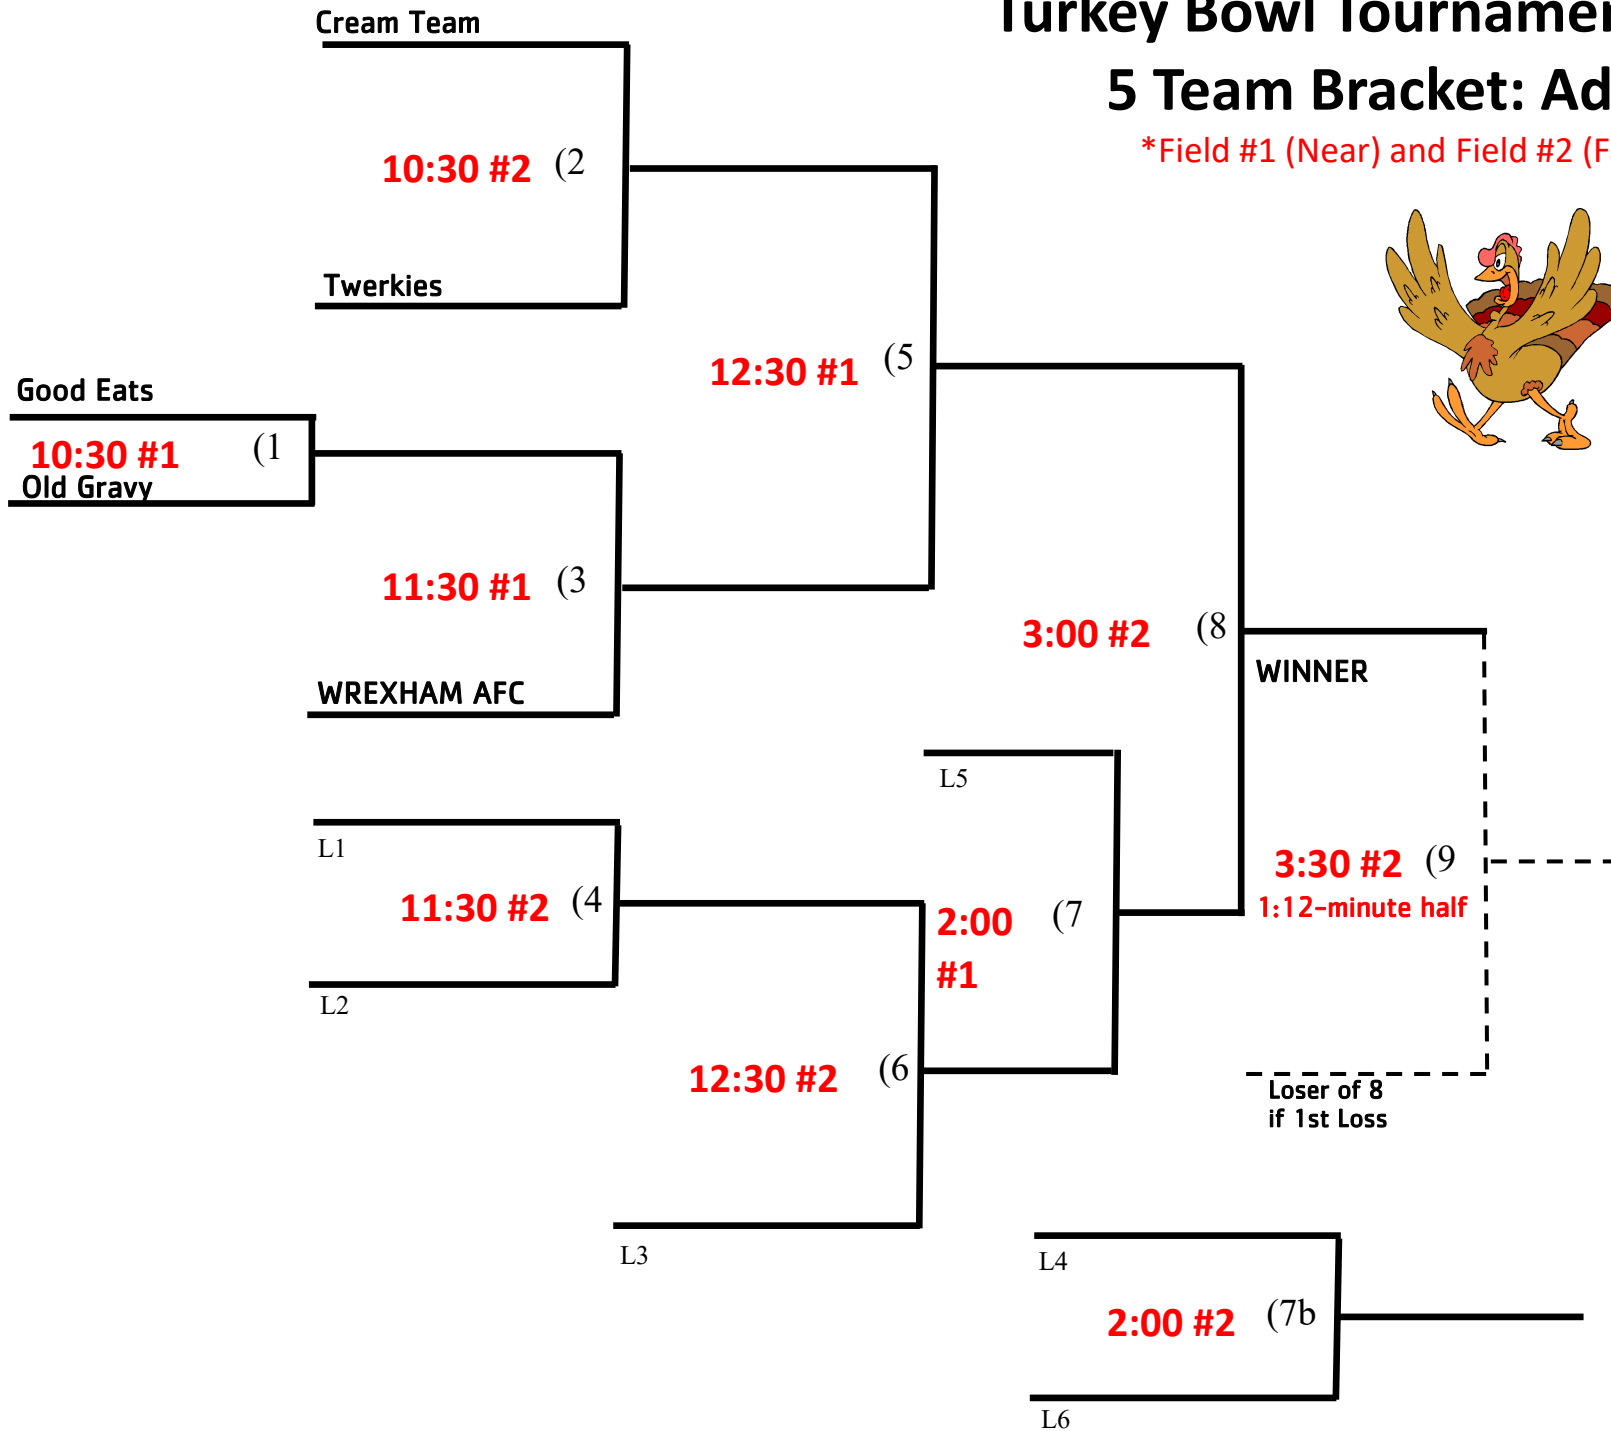 Turkey Bowl Tournamen
5 Team Bracket: Ad
*Field #1 (Near) and Field #2 (F
Cream Team
10:30 #2 (2
Twerkies
12:30 #1 (5
Good Eats
10:30 #1 (1
Old Gravy
11:30 #1 (3
3:00 #2 (8
WINNER
WREXHAM AFC
L5
L1
3:30 #2 (9
11:30 #2 (4
2:00 (7
#1
1:12-minute half
L2
12:30 #2 (6
Loser of 8
if 1st Loss
L3
L4
2:00 #2 (7b
L6